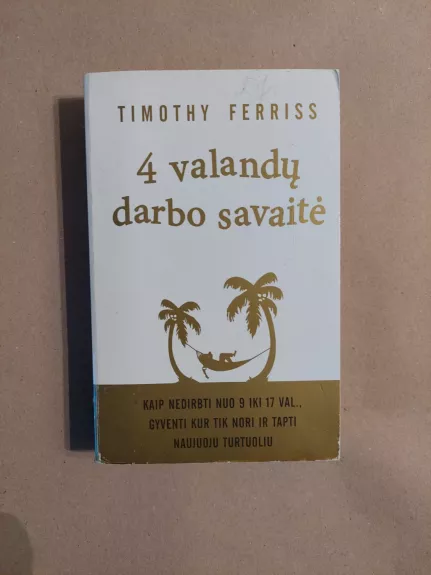 TIMOTHY FERRISS
4 valandų
darbo savaitė
KAIP NEDIRBTI NUO 9 IKI 17 VAL.,
GYVENTI KUR TIK NORI IR TAPTI
NAUJUOJU TURTUOLIU